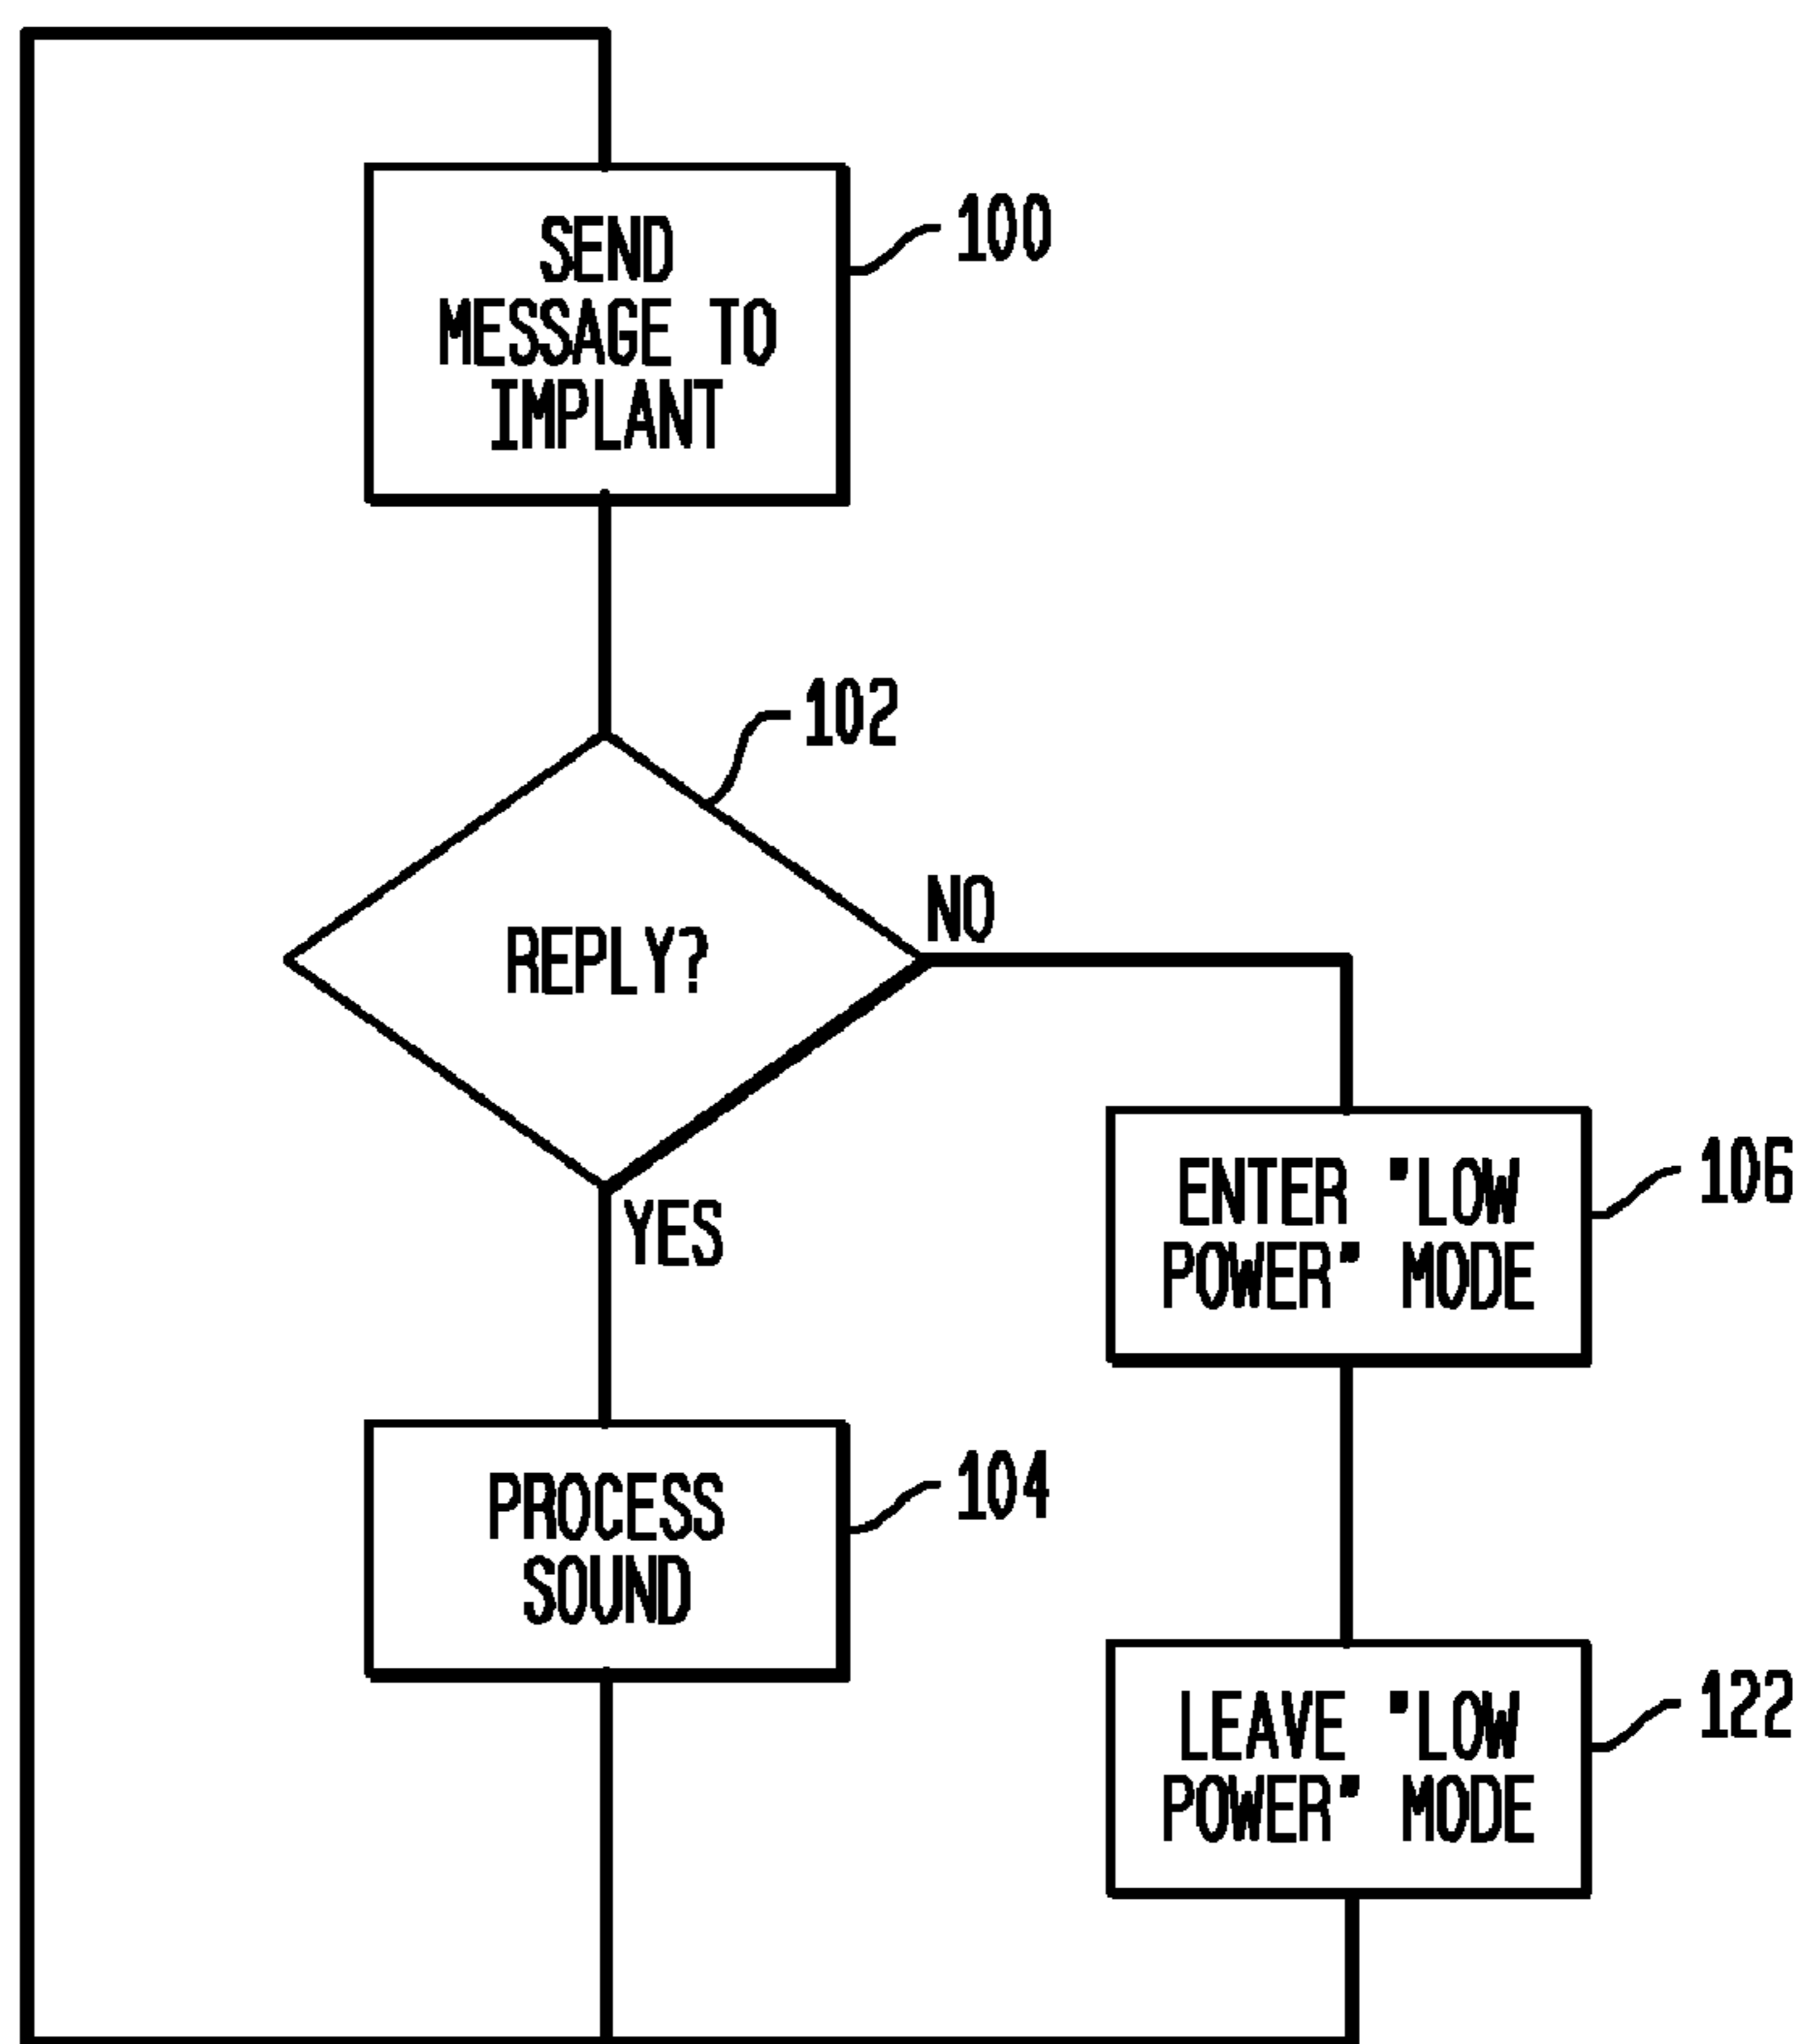 SEND
MESSAGE TO
IMPLANT
100
102
REPLY?
NO
YES
ENTER "LOW
POWER" MODE
106
PROCESS
SOUND
104
LEAVE "LOW
POWER" MODE
122